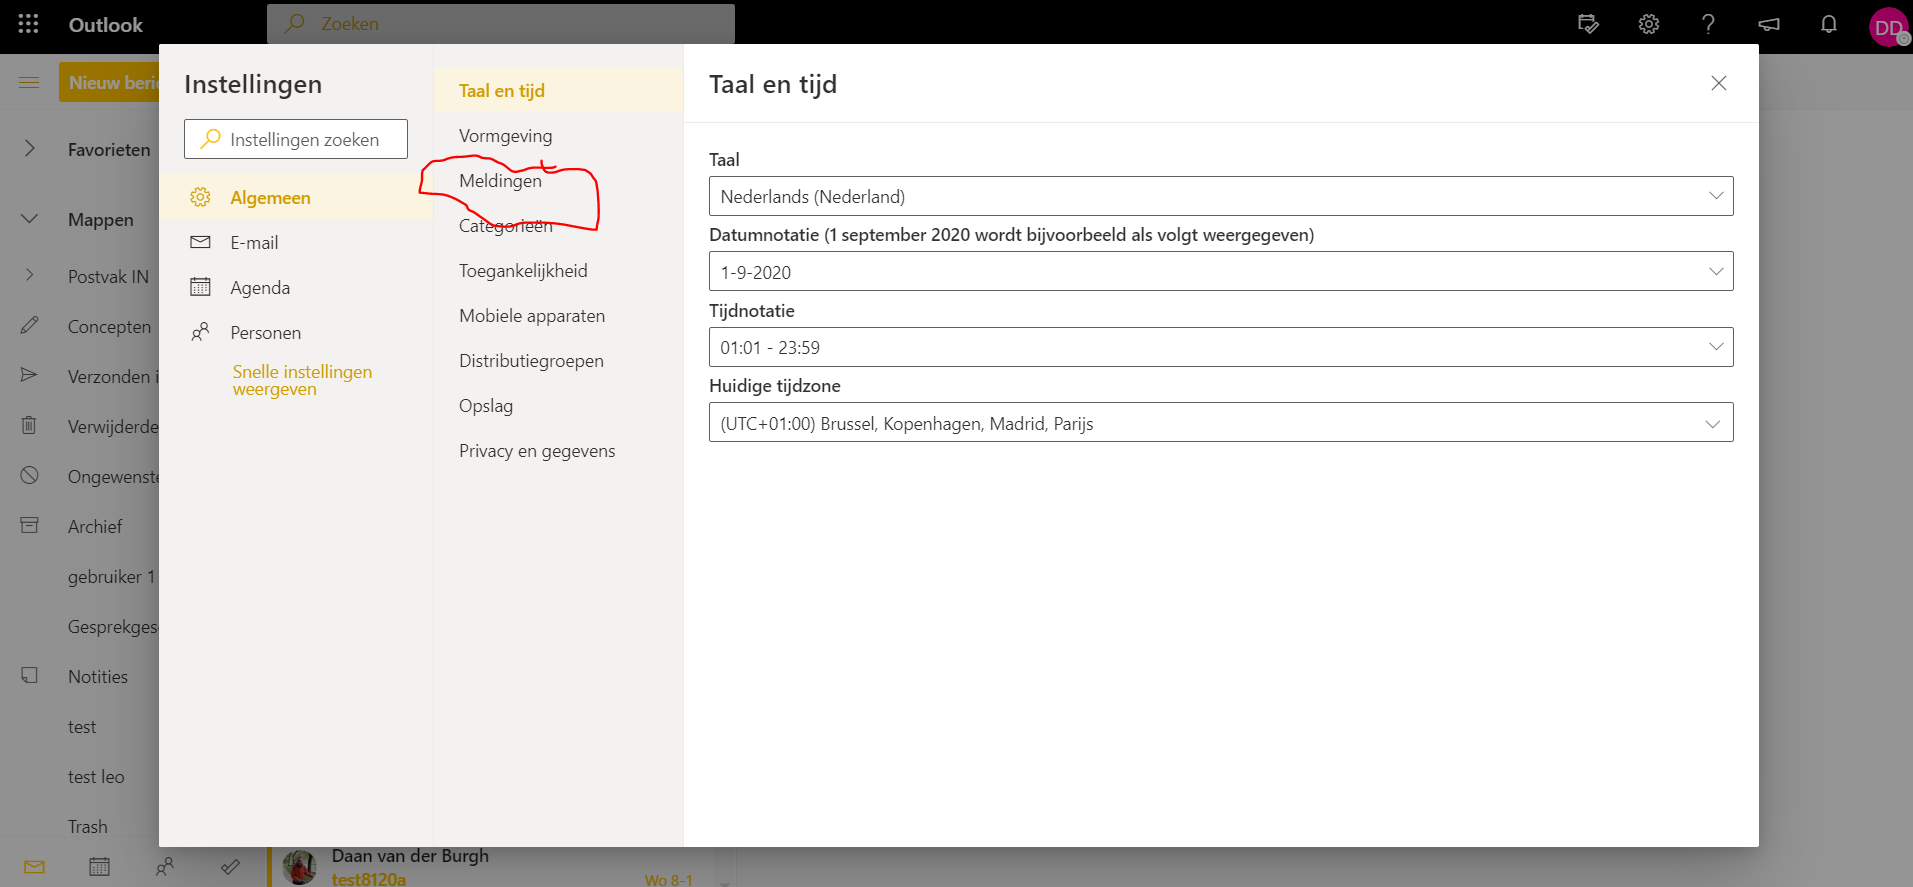 Outlook
Zoeken
DD
Nieuw beri
Favorieten
Mappen
Postvak IN
Concepten
Verzonden i
Verwijderde
Ongewenste
Archief
gebruiker 1
Gesprekges
Notities
test
test leo
Trash
Instellingen
Instellingen zoeken
Algemeen
E-mail
Agenda
Personen
Snelle instellingen
weergeven
Taal en tijd
Vormgeving
Meldingen
Categorieën
Toegankelijkheid
Mobiele apparaten
Distributiegroepen
Opslag
Privacy en gegevens
Taal en tijd
Taal
Nederlands (Nederland)
Datumnotatie (1 september 2020 wordt bijvoorbeeld als volgt weergegeven)
1-9-2020
Tijdnotatie
01:01 - 23:59
Huidige tijdzone
(UTC+01:00) Brussel, Kopenhagen, Madrid, Parijs
Daan van der Burgh
test8120a
Wo 8-1